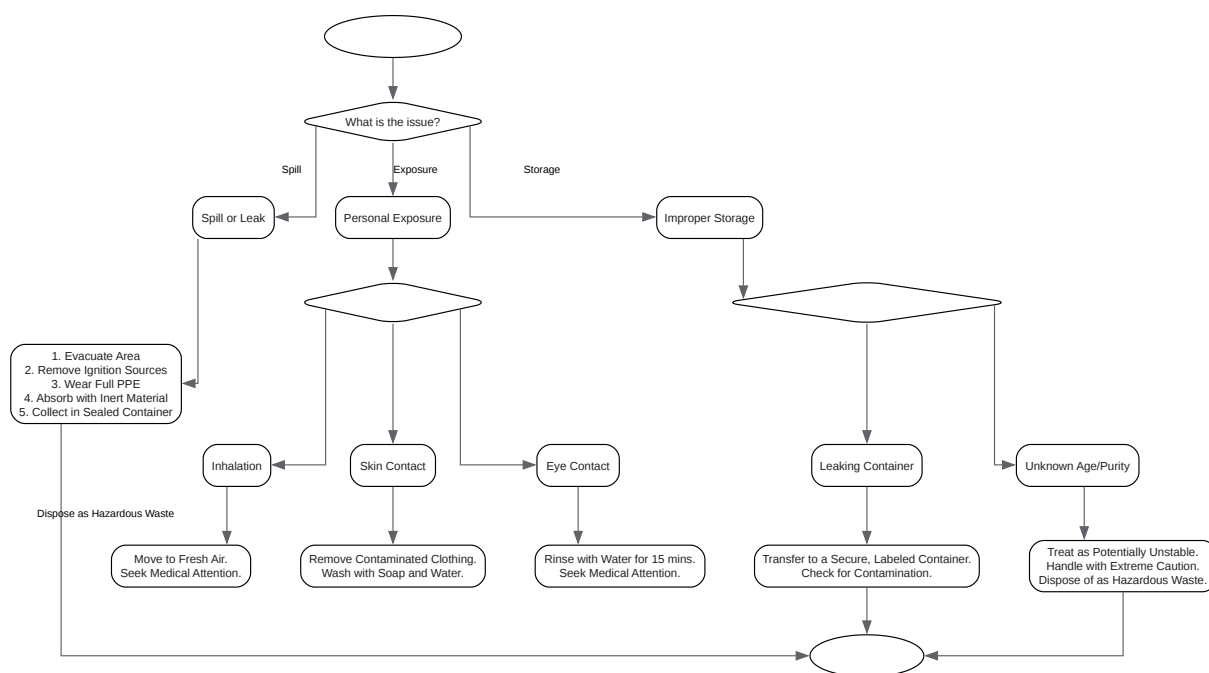 What is the issue?
Spill
Exposure
Storage
Spill or Leak
Personal Exposure
Improper Storage
1. Evacuate Area
2. Remove Ignition Sources
3. Wear Full PPE
4. Absorb with Inert Material
5. Collect in Sealed Container
Inhalation
Skin Contact
Eye Contact
Leaking Container
Unknown Age/Purity
Dispose as Hazardous Waste
Move to Fresh Air.
Seek Medical Attention.
Remove Contaminated Clothing.
Wash with Soap and Water.
Rinse with Water for 15 mins.
Seek Medical Attention.
Transfer to a Secure, Labeled Container.
Check for Contamination.
Treat as Potentially Unstable.
Handle with Extreme Caution.
Dispose of as Hazardous Waste.